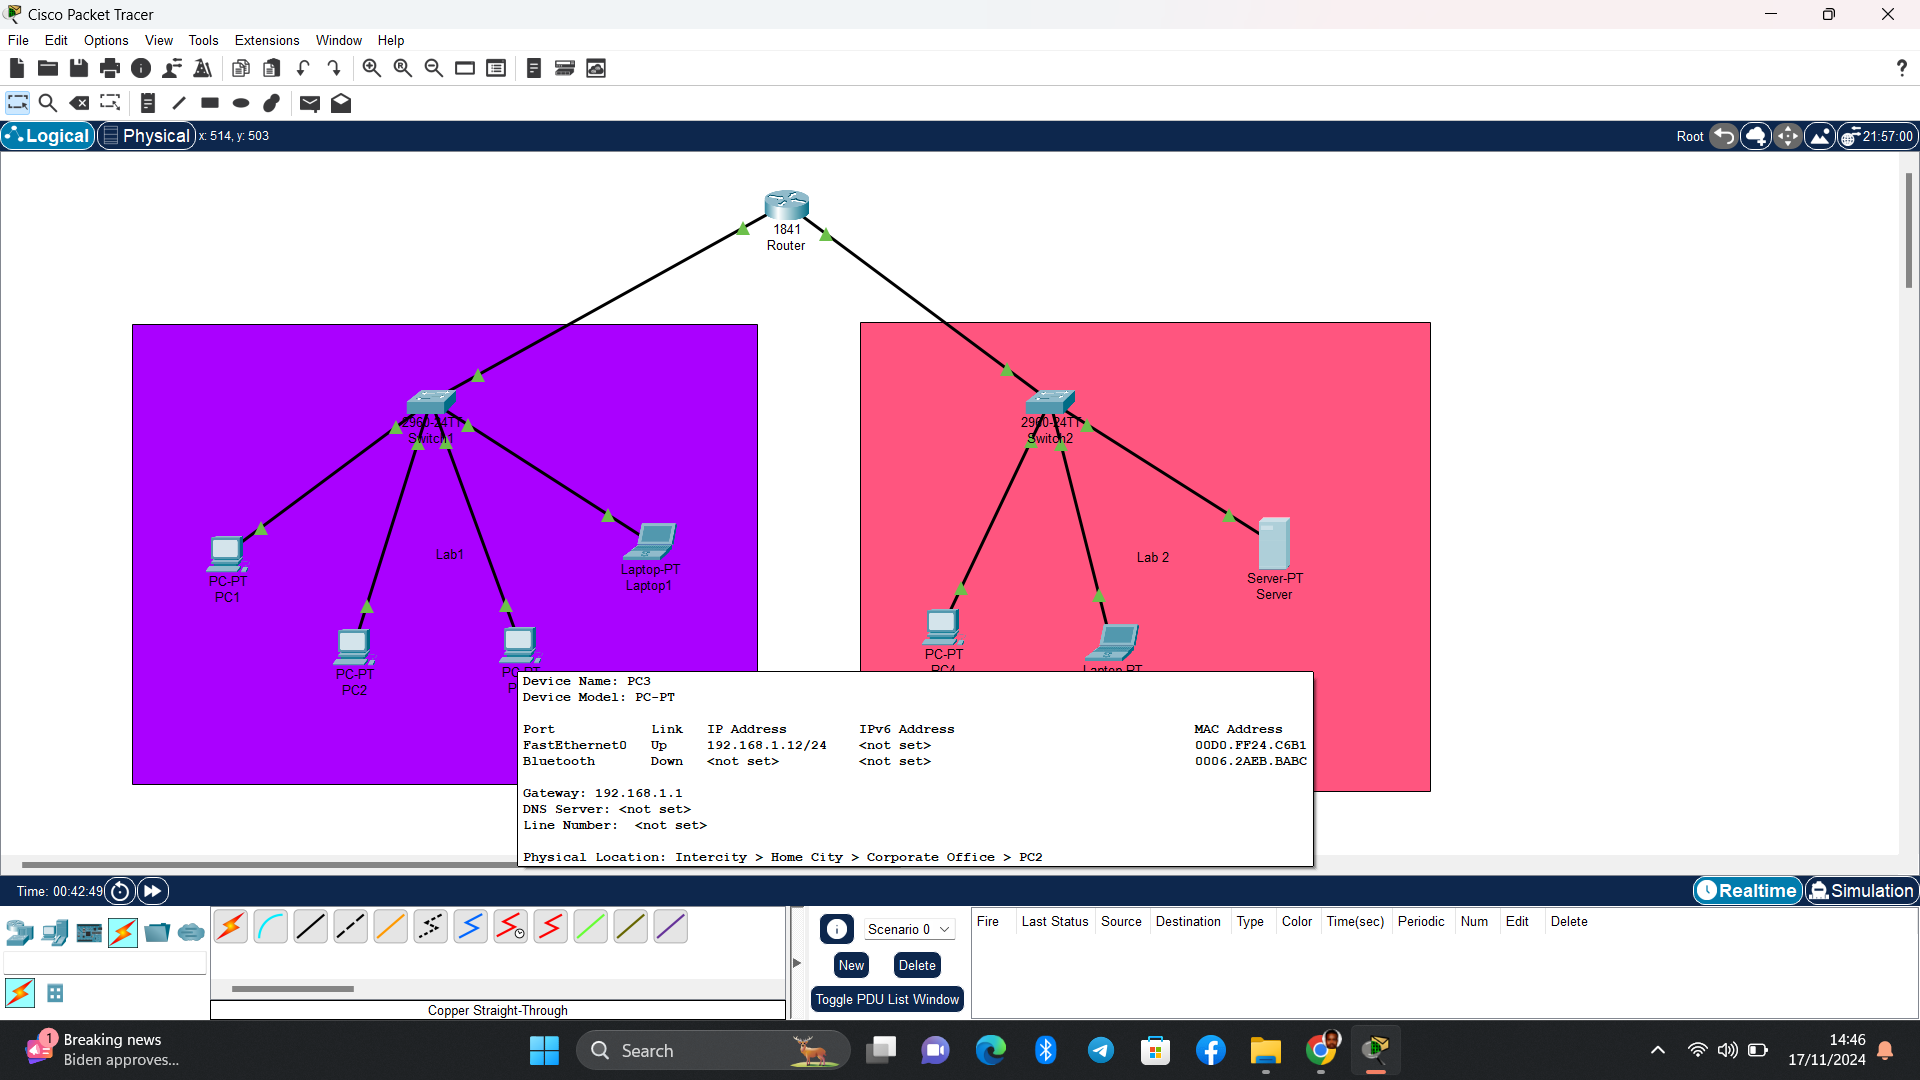 Cisco Packet Tracer
File Edit Options View Tools Extensions Window Help
?
Logical Physical x: 514, y: 503 Root 21:57:00
1841
Router
2960-24TT
Switch1
2960-24TT
Switch2
PC-PT
PC1
Lab1
Laptop-PT
Laptop1
Lab 2
Server-PT
Server
PC-PT
PC2
PC-PT
P
PC-PT
PC4
Laptop-PT
Device Name: PC3
Device Model: PC-PT
Port Link IP Address IPv6 Address MAC Address
FastEthernet0 Up 192.168.1.12/24 <not set> 00D0.FF24.C6B1
Bluetooth Down <not set> <not set> 0006.2AEB.BABC
Gateway: 192.168.1.1
DNS Server: <not set>
Line Number: <not set>
Physical Location: Intercity > Home City > Corporate Office > PC2
Time: 00:42:49 Realtime Simulation
Scenario 0
New Delete
Toggle PDU List Window
Fire Last Status Source Destination Type Color Time(sec) Periodic Num Edit Delete
Copper Straight-Through
1
Breaking news
Biden approves...
Search
14:46
17/11/2024